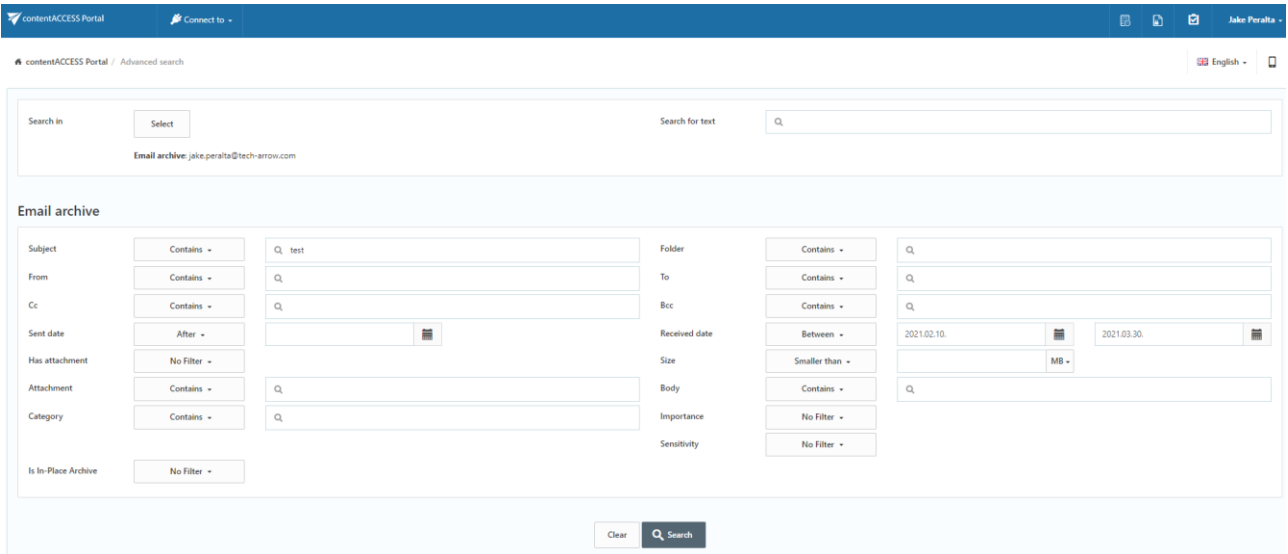 contentACCESS Portal Connect to Jake Peralta
contentACCESS Portal / Advanced search English
Search in Select Search for text
Email archive: jake.peralta@tech-arrow.com
Email archive
Subject Contains test Folder Contains
From Contains To Contains
Cc Contains Bcc Contains
Sent date After Received date Between 2021.02.10. 2021.03.30.
Has attachment No Filter Size Smaller than MB
Attachment Contains Body Contains
Category Contains Importance No Filter
Sensitivity No Filter
Is In-Place Archive No Filter
Clear Search